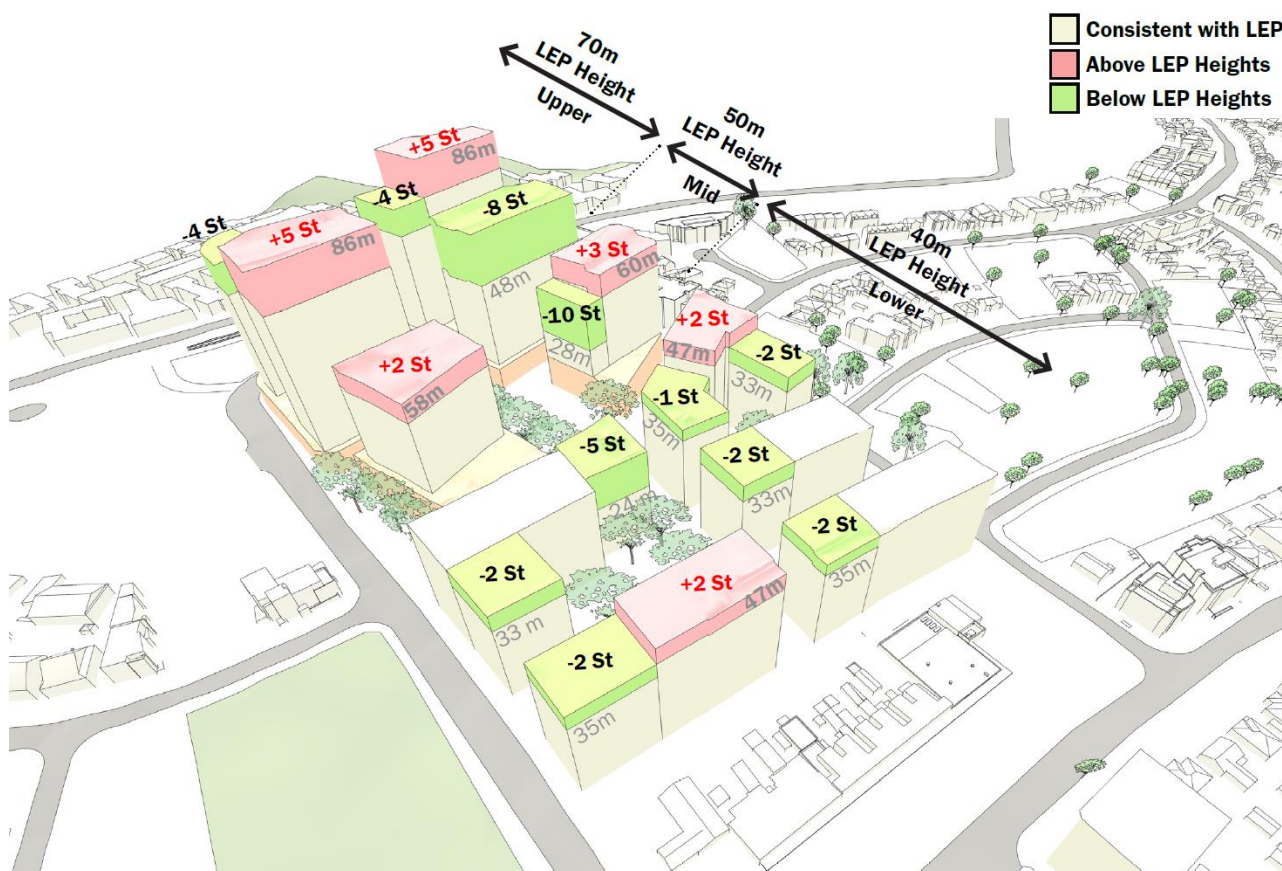 Consistent with LEP
Above LEP Heights
Below LEP Heights
70m
LEP Height
Upper
50m
LEP Height
Mid
40m
LEP Height
Lower
+5 St
86m
-4 St
-4 St
-8 St
48m
+5 St
86m
+3 St
60m
-10 St
28m
+2 St
47m
-2 St
33m
+2 St
58m
-1 St
35m
-5 St
24 m
-2 St
33m
-2 St
35m
-2 St
33 m
+2 St
47m
-2 St
35m